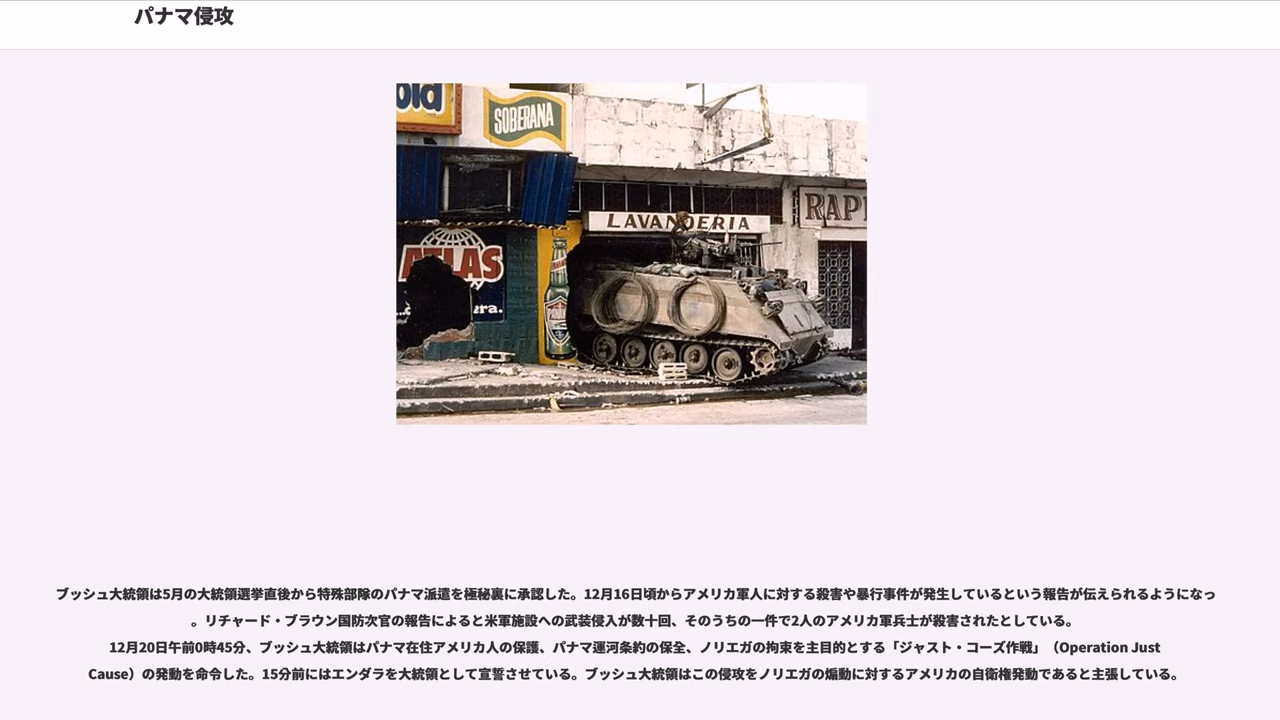 パナマ侵攻
old
SOBERANA
LAVANDERIA
RAPI
ATLAS
era.
ブッシュ大統領は5月の大統領選挙直後から特殊部隊のパナマ派遣を極秘裏に承認した。12月16日頃からアメリカ軍人に対する殺害や暴行事件が発生しているという報告が伝えられるようになっ
。リチャード・ブラウン国防次官の報告によると米軍施設への武装侵入が数十回、そのうちの一件で2人のアメリカ軍兵士が殺害されたとしている。
12月20日午前0時45分、ブッシュ大統領はパナマ在住アメリカ人の保護、パナマ運河条約の保全、ノリエガの拘束を主目的とする「ジャスト・コーズ作戦」（Operation Just
Cause）の発動を命令した。15分前にはエンダラを大統領として宣誓させている。ブッシュ大統領はこの侵攻をノリエガの煽動に対するアメリカの自衛権発動であると主張している。